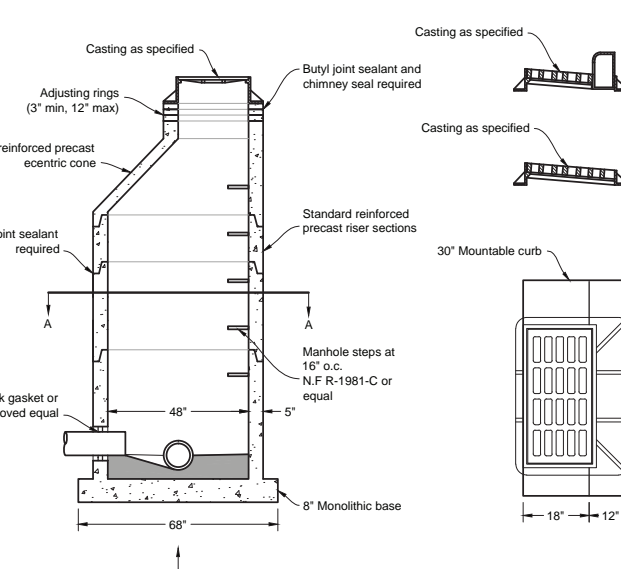 Casting as specified
Adjusting rings
(3" min, 12" max)
reinforced precast
ecentric cone
joint sealant
required
A
gasket or
equal
Butyl joint sealant and
chimney seal required
Standard reinforced
precast riser sections
A
Manhole steps at
16" o.c.
N.F R-1981-C or
equal
48"
5"
8" Monolithic base
68"
Casting as specified
Casting as specified
30" Mountable curb
18"
12"